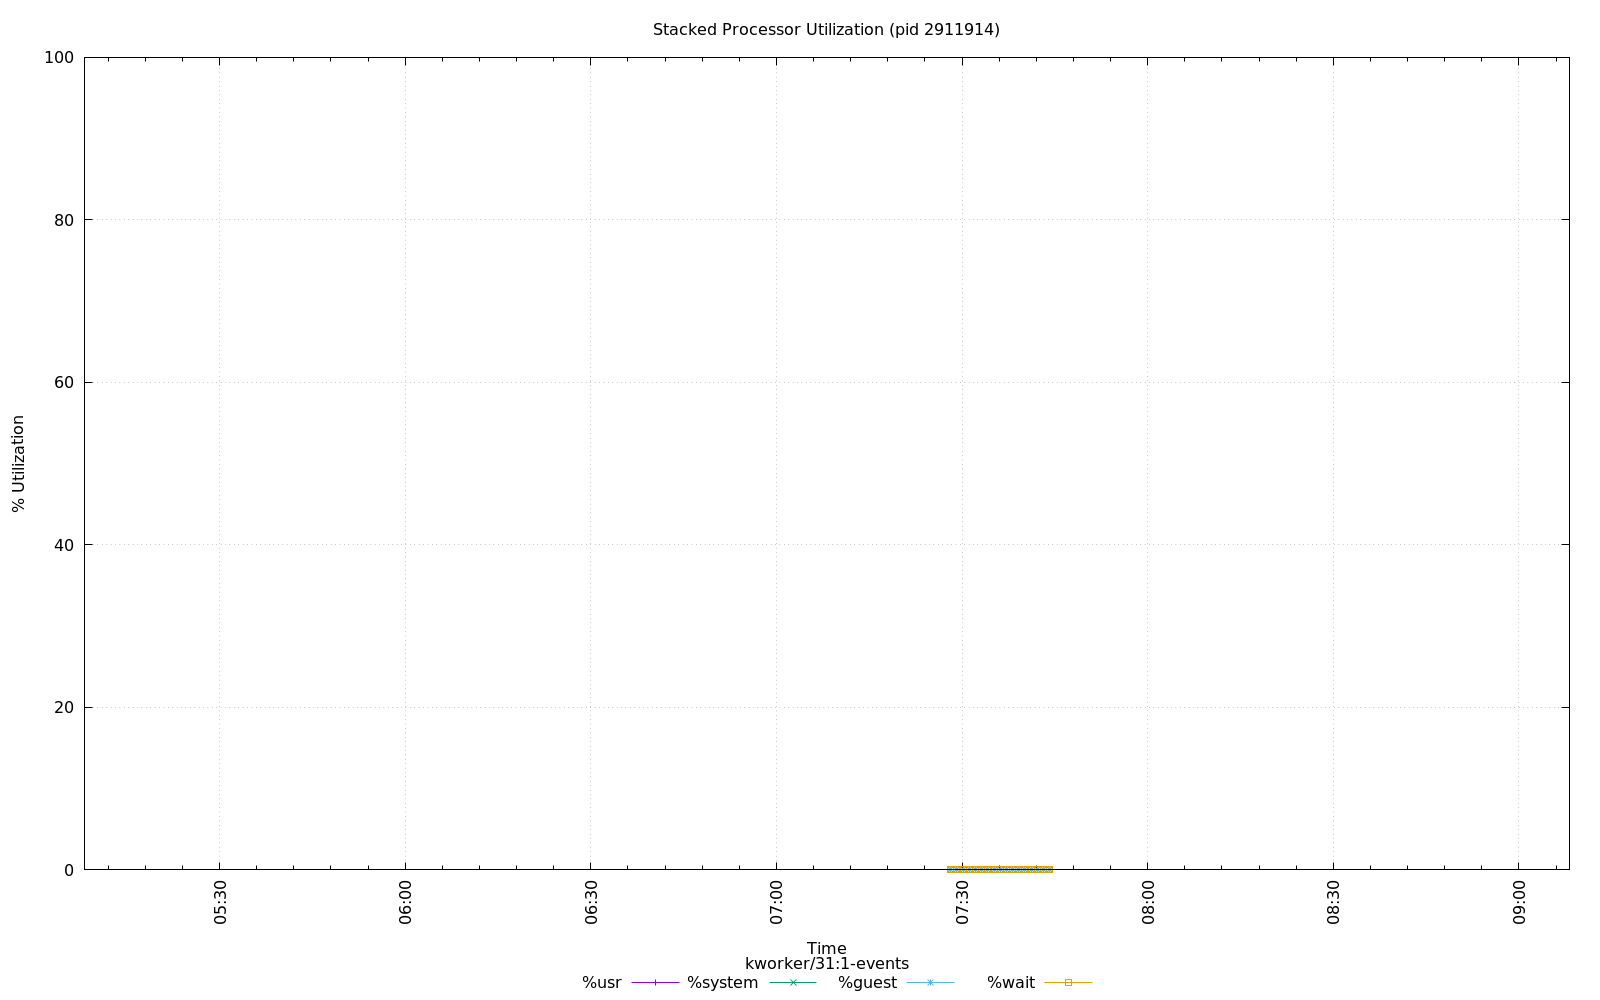 Stacked Processor Utilization (pid 2911914)
100
80
60
40
20
0
% Utilization
05:30 06:00 06:30 07:00 07:30 08:00 08:30 09:00
Time
kworker/31:1-events
%usr %system %guest %wait